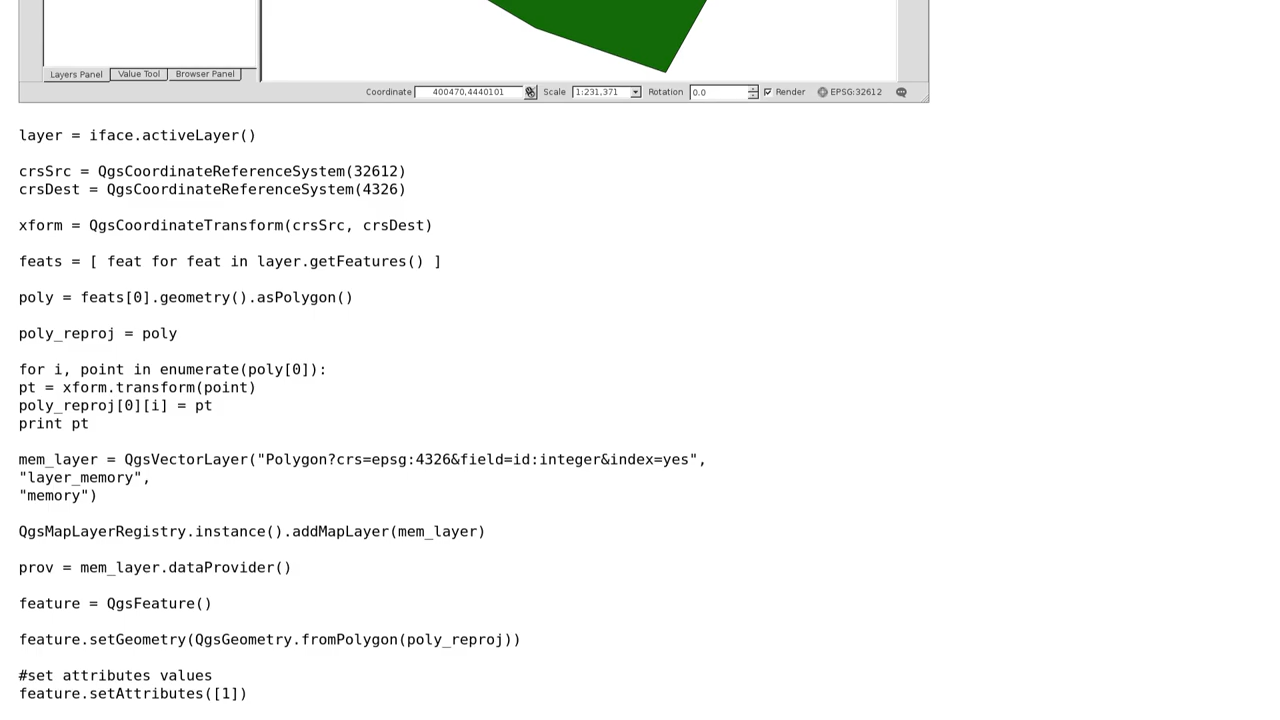 Layers Panel Value Tool Browser Panel
Coordinate 400470,4440101 Scale 1:231,371 Rotation 0.0 Render EPSG:32612
layer = iface.activeLayer()
crsSrc = QgsCoordinateReferenceSystem(32612)
crsDest = QgsCoordinateReferenceSystem(4326)
xform = QgsCoordinateTransform(crsSrc, crsDest)
feats = [ feat for feat in layer.getFeatures() ]
poly = feats[0].geometry().asPolygon()
poly_reproj = poly
for i, point in enumerate(poly[0]):
pt = xform.transform(point)
poly_reproj[0][i] = pt
print pt
mem_layer = QgsVectorLayer("Polygon?crs=epsg:4326&field=id:integer&index=yes",
"layer_memory",
"memory")
QgsMapLayerRegistry.instance().addMapLayer(mem_layer)
prov = mem_layer.dataProvider()
feature = QgsFeature()
feature.setGeometry(QgsGeometry.fromPolygon(poly_reproj))
#set attributes values
feature.setAttributes([1])